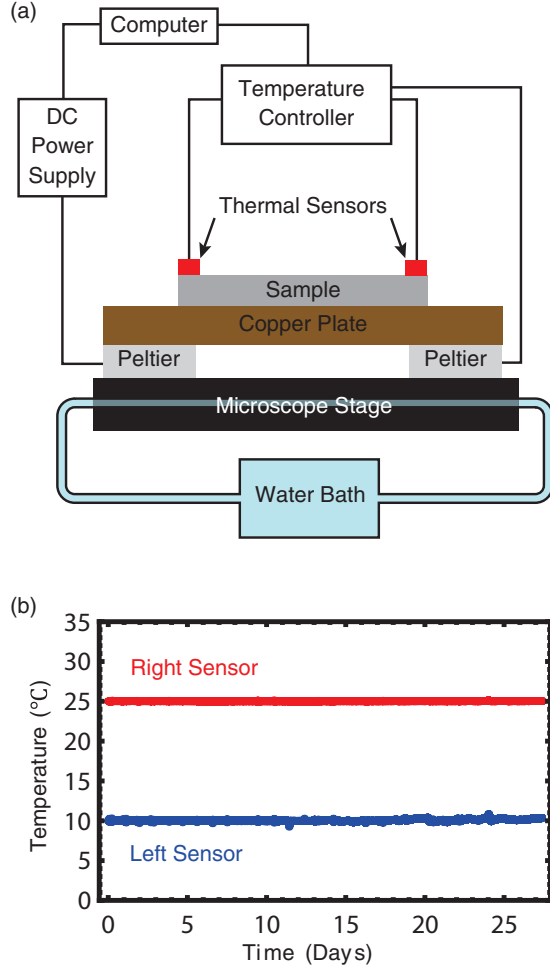 (a)
Computer
Temperature
Controller
DC
Power
Supply
Thermal Sensors
Sample
Copper Plate
Peltier
Peltier
Microscope Stage
Water Bath
(b)
35
30
25
20
15
10
5
0
Temperature (°C)
Right Sensor
Left Sensor
0 5 10 15 20 25
Time (Days)